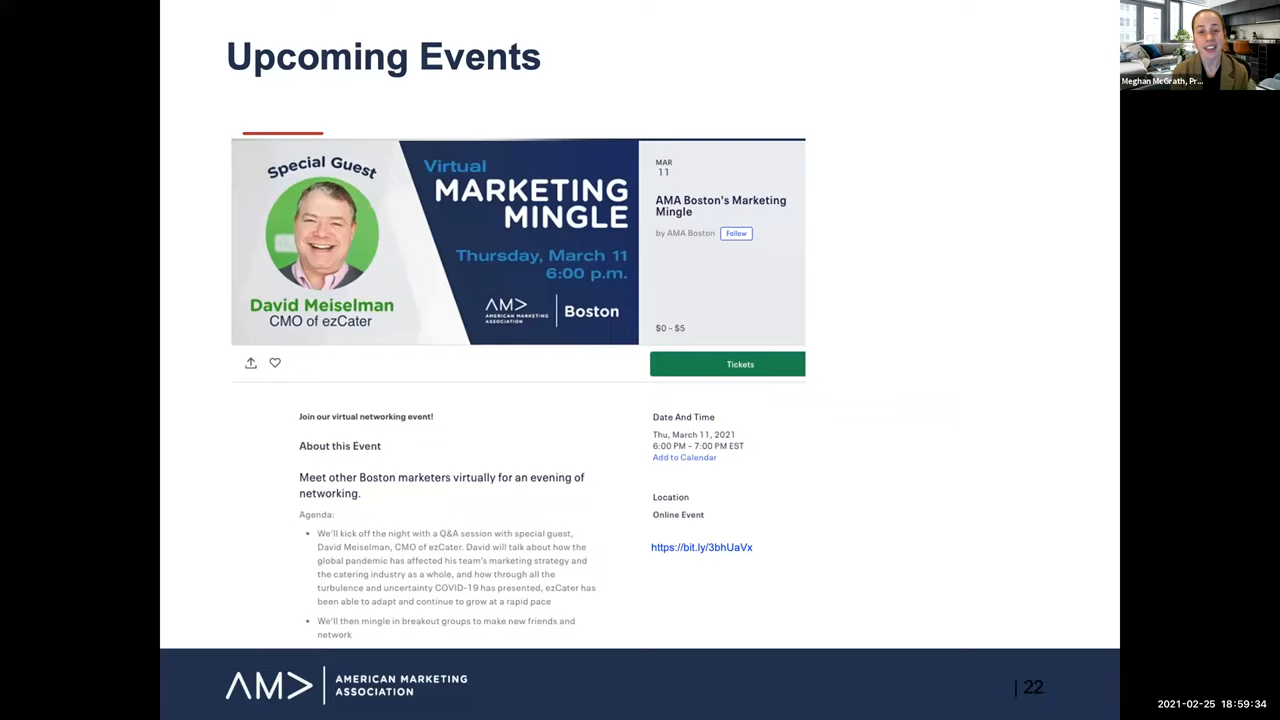 Upcoming Events
Meghan McGrath, Pr...
Special Guest
David Meiselman
CMO of ezCater
Virtual
MARKETING
MINGLE
Thursday, March 11
6:00 p.m.
AMA
AMERICAN MARKETING
ASSOCIATION
Boston
MAR
11
AMA Boston's Marketing
Mingle
by AMA Boston Follow
$0 - $5
Tickets
Join our virtual networking event!
About this Event
Meet other Boston marketers virtually for an evening of
networking.
Agenda:
• We'll kick off the night with a Q&A session with special guest,
David Meiselman, CMO of ezCater. David will talk about how the
global pandemic has affected his team's marketing strategy and
the catering industry as a whole, and how through all the
turbulence and uncertainty COVID-19 has presented, ezCater has
been able to adapt and continue to grow at a rapid pace
• We'll then mingle in breakout groups to make new friends and
network
Date And Time
Thu, March 11, 2021
6:00 PM – 7:00 PM EST
Add to Calendar
Location
Online Event
https://bit.ly/3bhUaVx
AMA
AMERICAN MARKETING
ASSOCIATION
| 22
2021-02-25 18:59:34